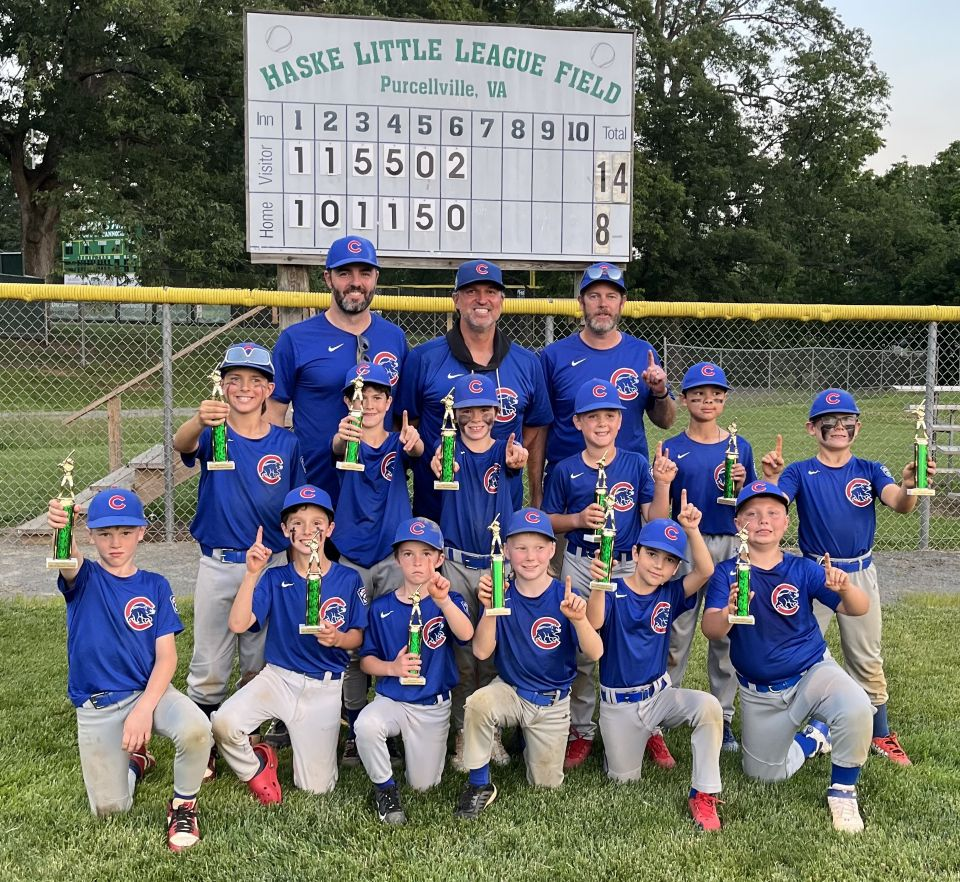 HASKE LITTLE LEAGUE FIELD
Purcellville, VA
Inn 1 2 3 4 5 6 7 8 9 10 Total
Visitor 1 1 5 5 0 2 14
Home 1 0 1 1 5 0 8